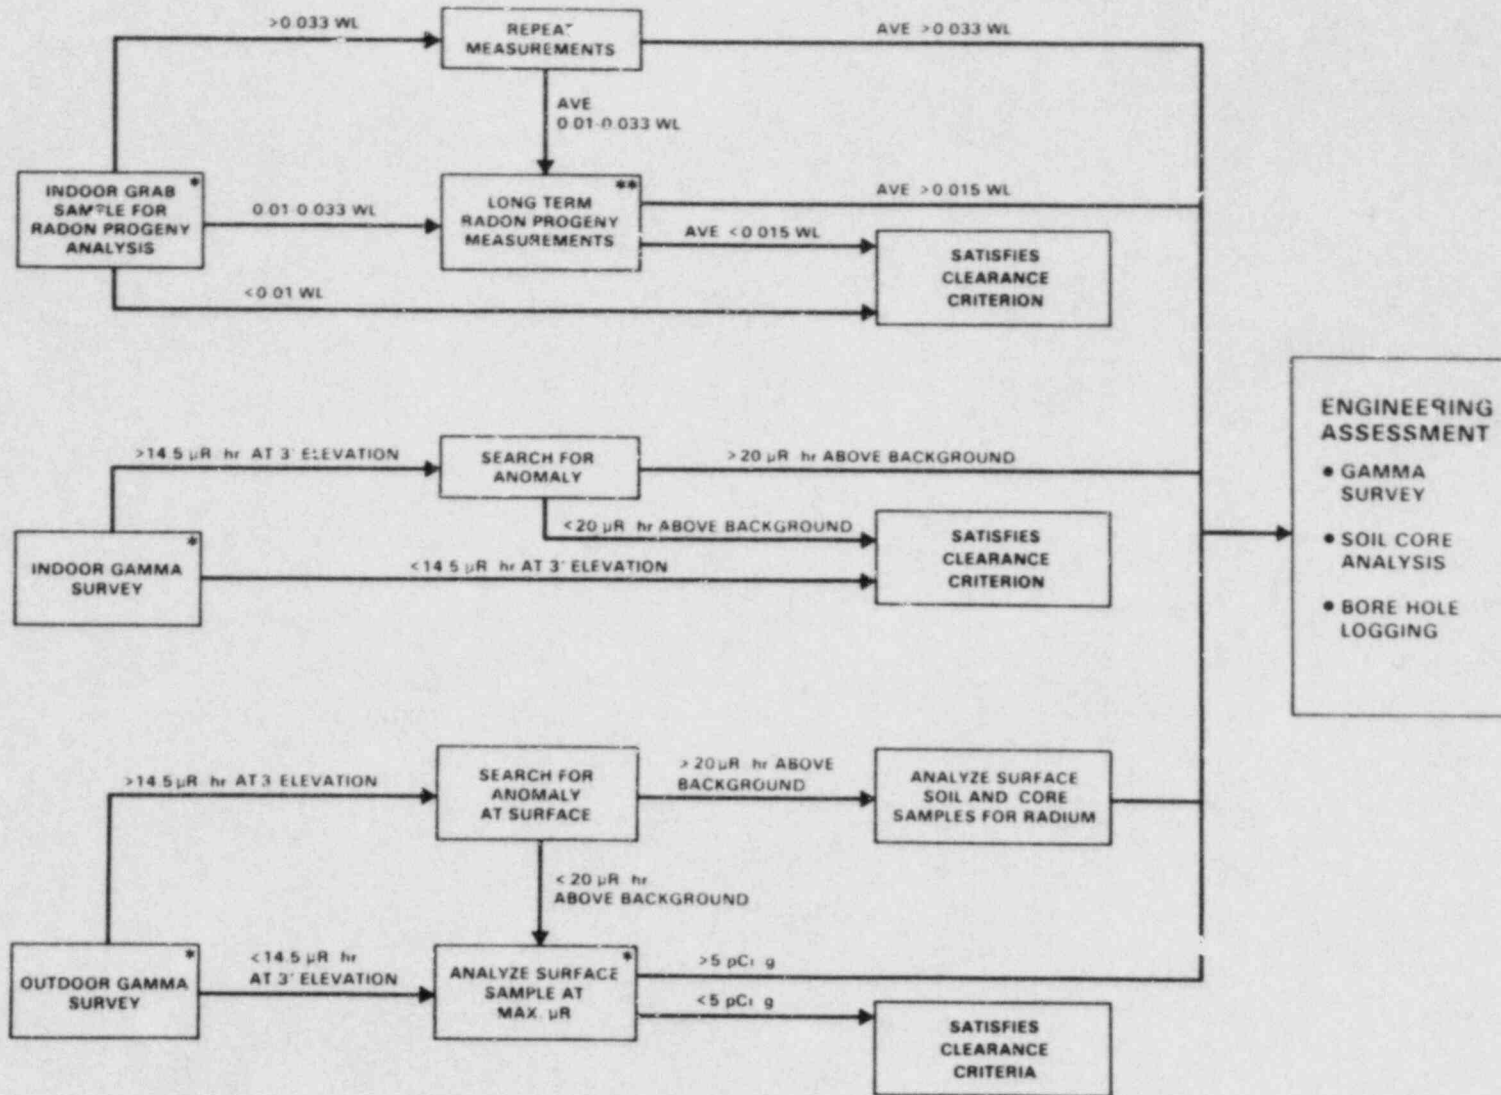 >0.033 WL
REPEAT
MEASUREMENTS
AVE >0.033 WL
AVE
0.01-0.033 WL
*
INDOOR GRAB
SAMPLE FOR
RADON PROGENY
ANALYSIS
0.01-0.033 WL
**
LONG TERM
RADON PROGENY
MEASUREMENTS
AVE >0.015 WL
AVE <0.015 WL
SATISFIES
CLEARANCE
CRITERION
<0.01 WL
ENGINEERING
ASSESSMENT
• GAMMA
SURVEY
• SOIL CORE
ANALYSIS
• BORE HOLE
LOGGING
>14.5 µR hr AT 3' ELEVATION
SEARCH FOR
ANOMALY
>20 µR hr ABOVE BACKGROUND
<20 µR hr ABOVE BACKGROUND
*
INDOOR GAMMA
SURVEY
<14.5 µR hr AT 3' ELEVATION
SATISFIES
CLEARANCE
CRITERION
>14.5 µR hr AT 3 ELEVATION
SEARCH FOR
ANOMALY
AT SURFACE
>20µR hr ABOVE
BACKGROUND
ANALYZE SURFACE
SOIL AND CORE
SAMPLES FOR RADIUM
<20 µR hr
ABOVE BACKGROUND
*
OUTDOOR GAMMA
SURVEY
<14.5 µR hr
AT 3' ELEVATION
*
ANALYZE SURFACE
SAMPLE AT
MAX. µR
>5 pCi g
<5 pCi g
SATISFIES
CLEARANCE
CRITERIA